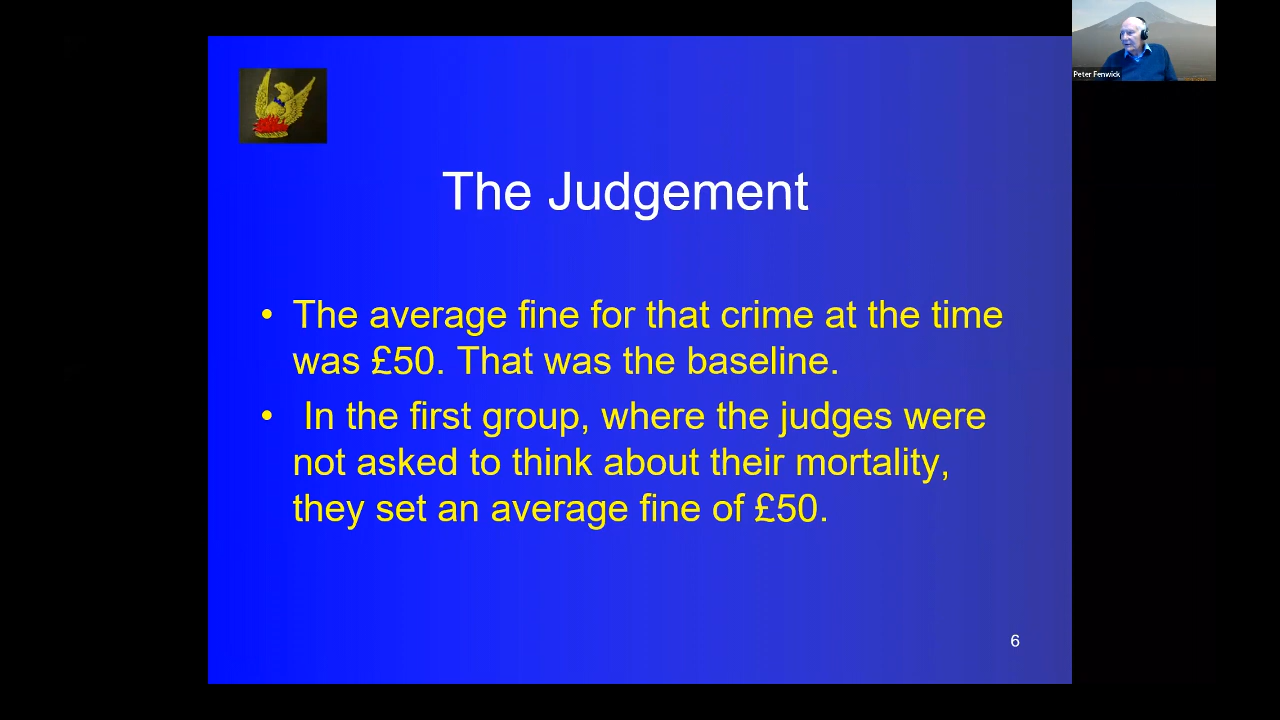 Peter Fenwick
The Judgement
• The average fine for that crime at the time
was £50. That was the baseline.
• In the first group, where the judges were
not asked to think about their mortality,
they set an average fine of £50.
6